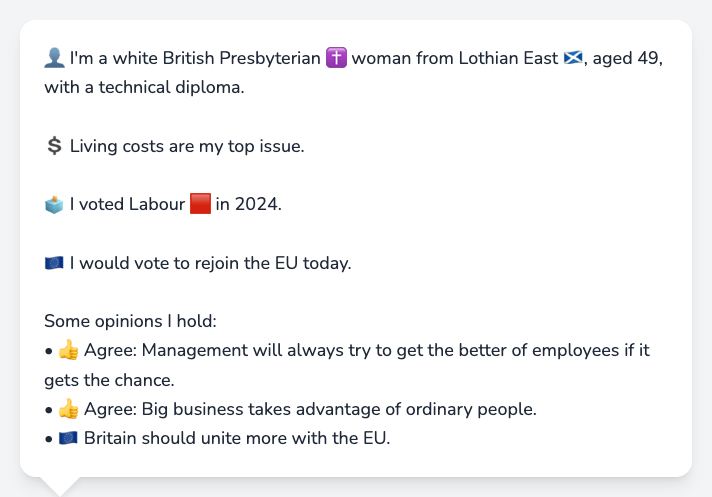 👤 I'm a white British Presbyterian ✝️ woman from Lothian East 🏴󠁧󠁢󠁳󠁣󠁴󠁿, aged 49,
with a technical diploma.
💲 Living costs are my top issue.
🗳️ I voted Labour 🟥 in 2024.
🇪🇺 I would vote to rejoin the EU today.
Some opinions I hold:
• 👍 Agree: Management will always try to get the better of employees if it
gets the chance.
• 👍 Agree: Big business takes advantage of ordinary people.
• 🇪🇺 Britain should unite more with the EU.